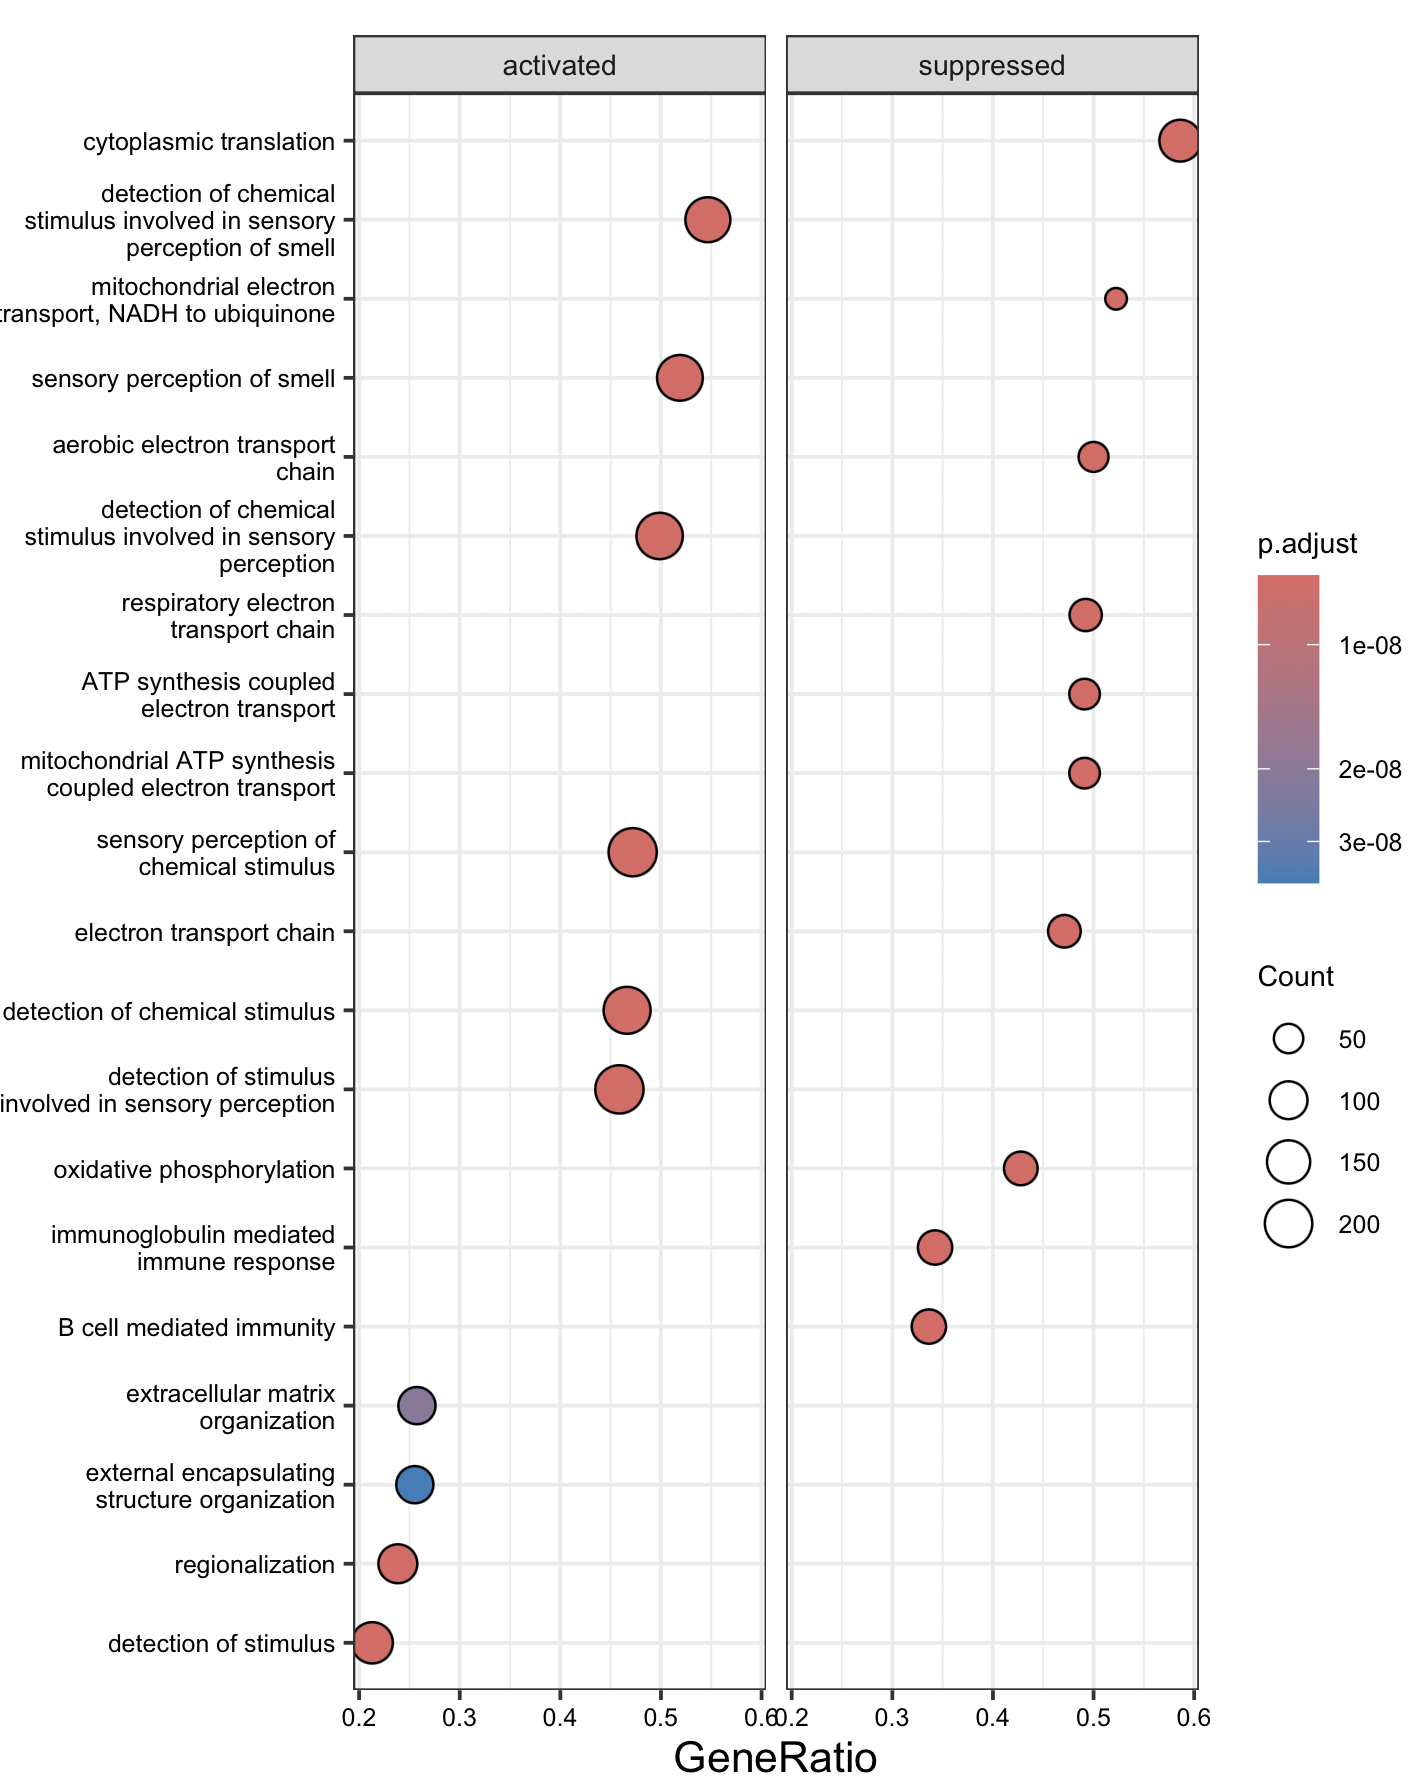 activated
suppressed
cytoplasmic translation
detection of chemical
stimulus involved in sensory
perception of smell
mitochondrial electron
transport, NADH to ubiquinone
sensory perception of smell
aerobic electron transport
chain
detection of chemical
stimulus involved in sensory
perception
respiratory electron
transport chain
ATP synthesis coupled
electron transport
mitochondrial ATP synthesis
coupled electron transport
sensory perception of
chemical stimulus
electron transport chain
detection of chemical stimulus
detection of stimulus
involved in sensory perception
oxidative phosphorylation
immunoglobulin mediated
immune response
B cell mediated immunity
extracellular matrix
organization
external encapsulating
structure organization
regionalization
detection of stimulus
0.2 0.3 0.4 0.5 0.6
0.2 0.3 0.4 0.5 0.6
GeneRatio
p.adjust
1e-08
2e-08
3e-08
Count
50
100
150
200